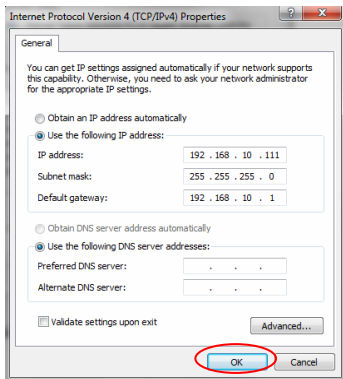 Internet Protocol Version 4 (TCP/IPv4) Properties
General
You can get IP settings assigned automatically if your network supports
this capability. Otherwise, you need to ask your network administrator
for the appropriate IP settings.
Obtain an IP address automatically
Use the following IP address:
IP address: 192 . 168 . 10 . 111
Subnet mask: 255 . 255 . 255 . 0
Default gateway: 192 . 168 . 10 . 1
Obtain DNS server address automatically
Use the following DNS server addresses:
Preferred DNS server: . . .
Alternate DNS server: . . .
Validate settings upon exit
Advanced...
OK Cancel